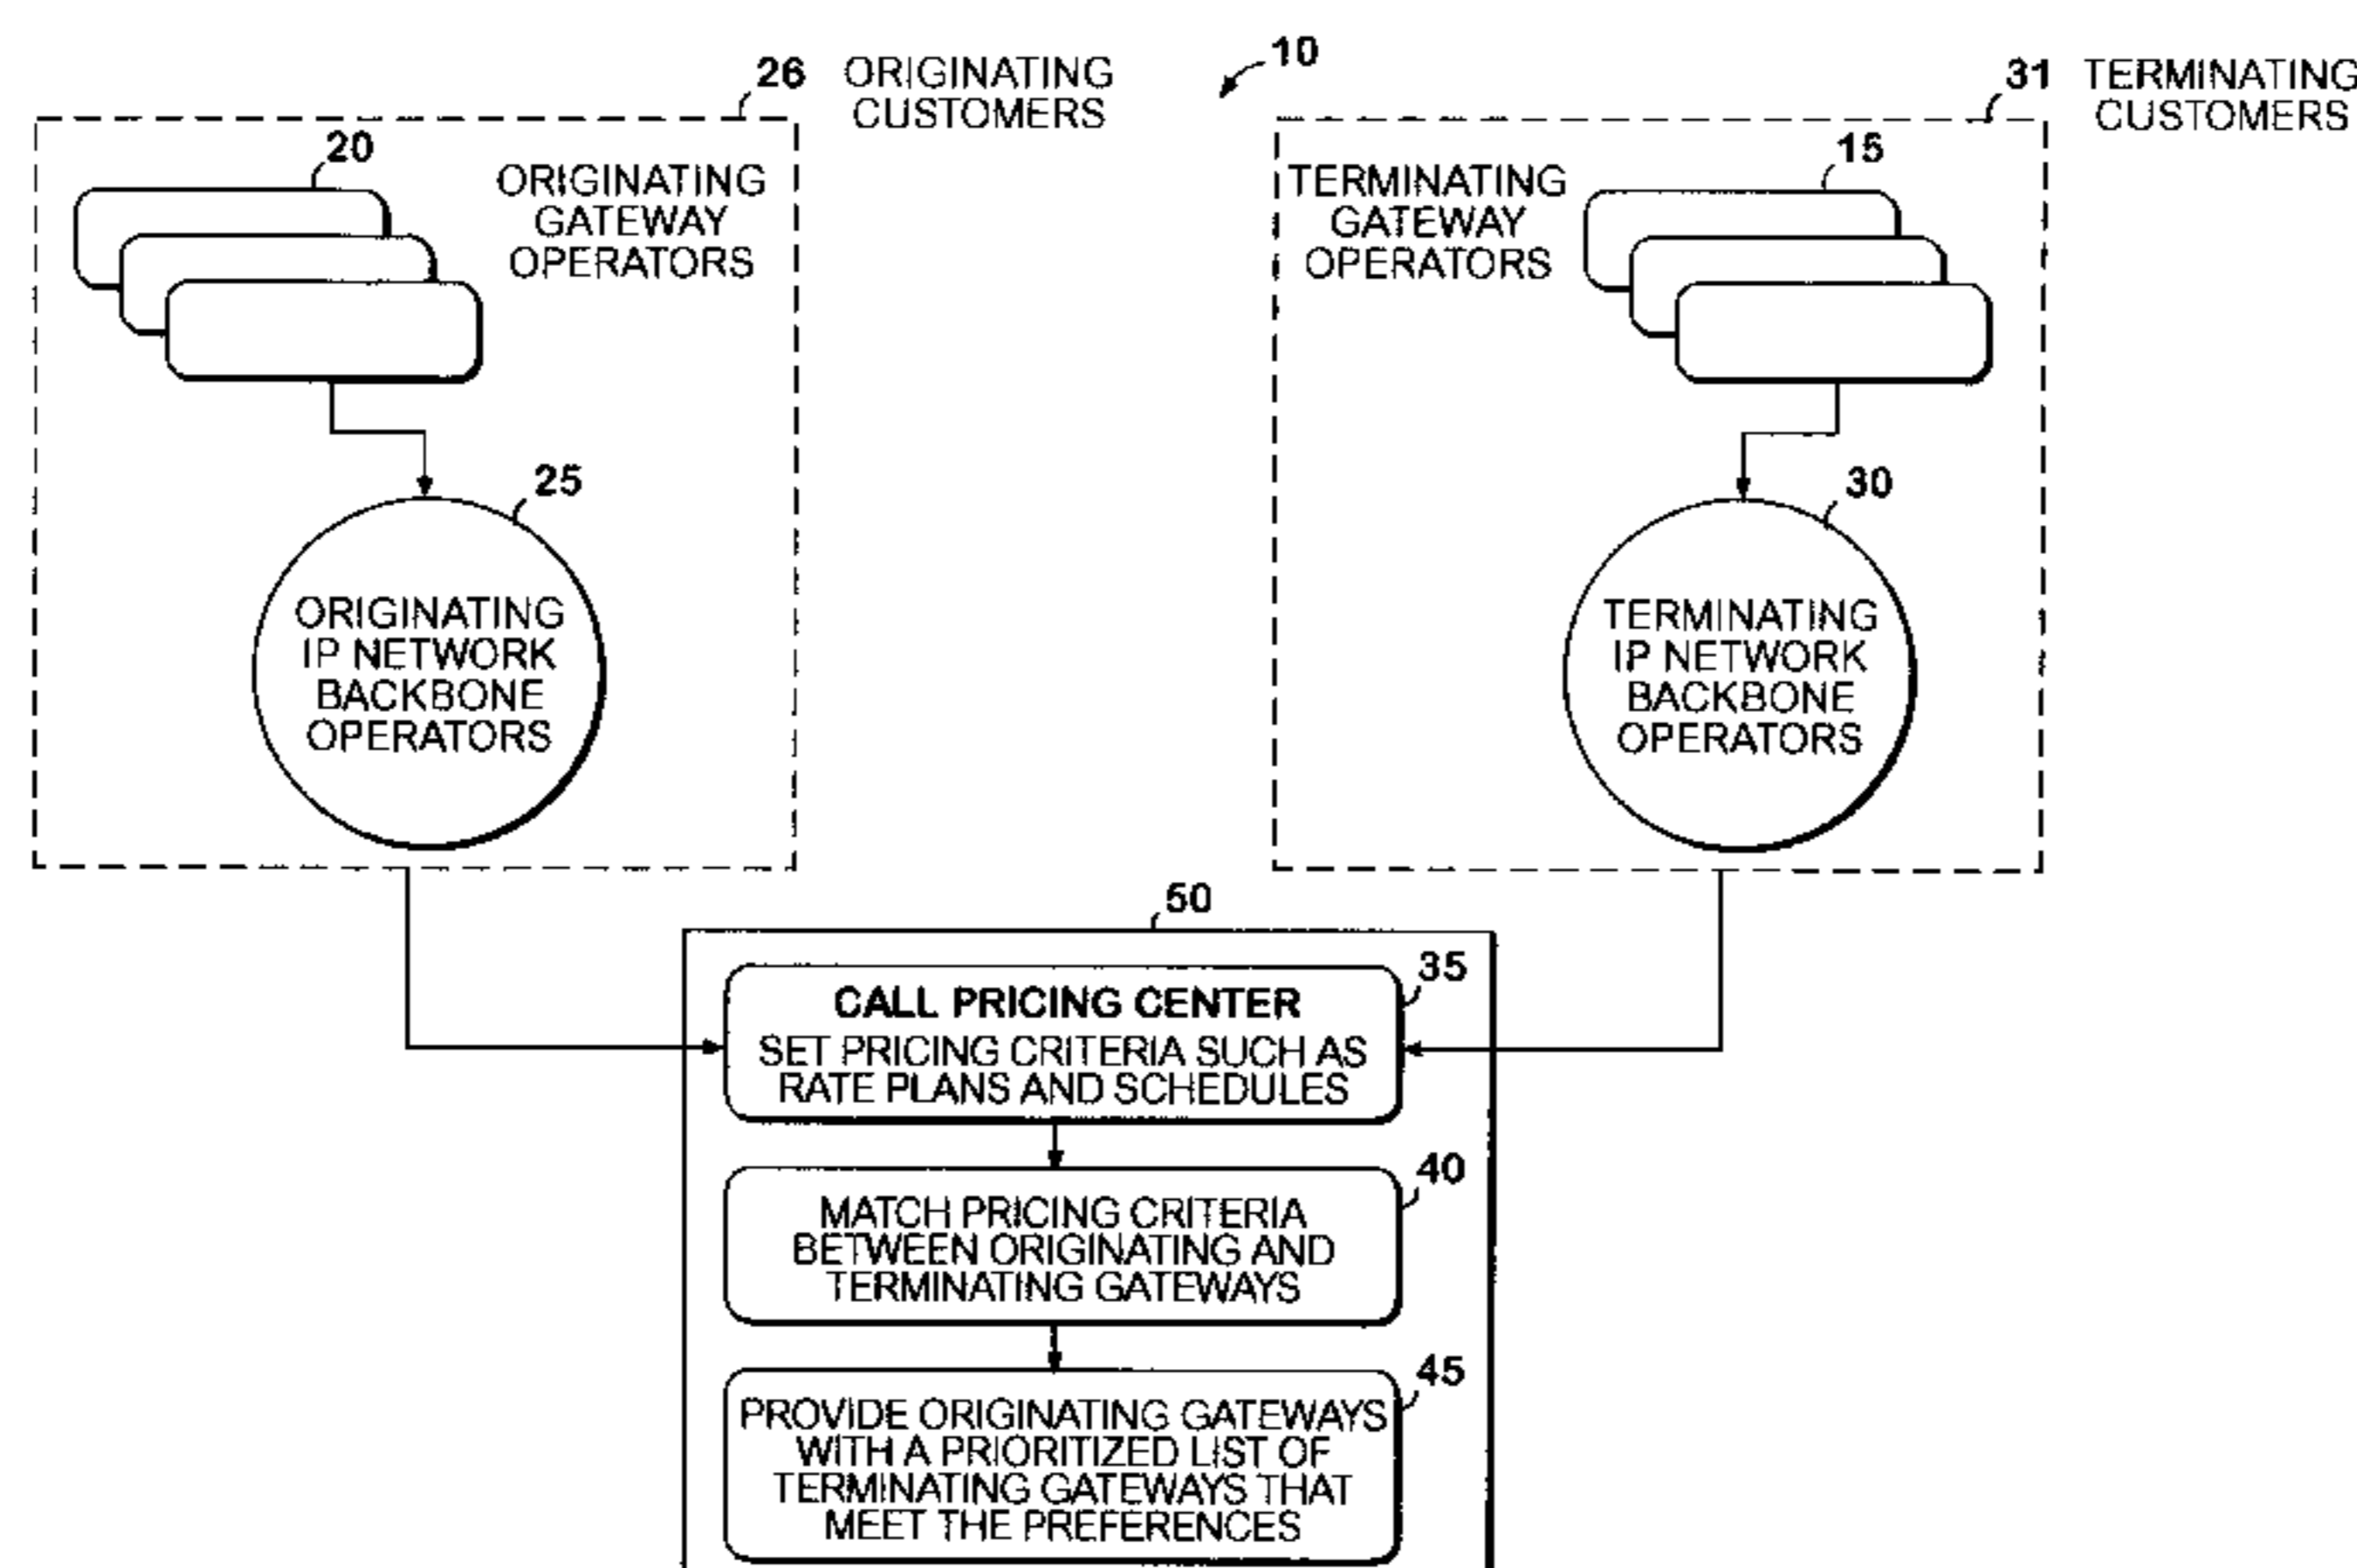 10
26 ORIGINATING
CUSTOMERS
20
ORIGINATING
GATEWAY
OPERATORS
25
ORIGINATING
IP NETWORK
BACKBONE
OPERATORS
31 TERMINATING
CUSTOMERS
15
TERMINATING
GATEWAY
OPERATORS
30
TERMINATING
IP NETWORK
BACKBONE
OPERATORS
50
35
CALL PRICING CENTER
SET PRICING CRITERIA SUCH AS
RATE PLANS AND SCHEDULES
40
MATCH PRICING CRITERIA
BETWEEN ORIGINATING AND
TERMINATING GATEWAYS
45
PROVIDE ORIGINATING GATEWAYS
WITH A PRIORITIZED LIST OF
TERMINATING GATEWAYS THAT
MEET THE PREFERENCES